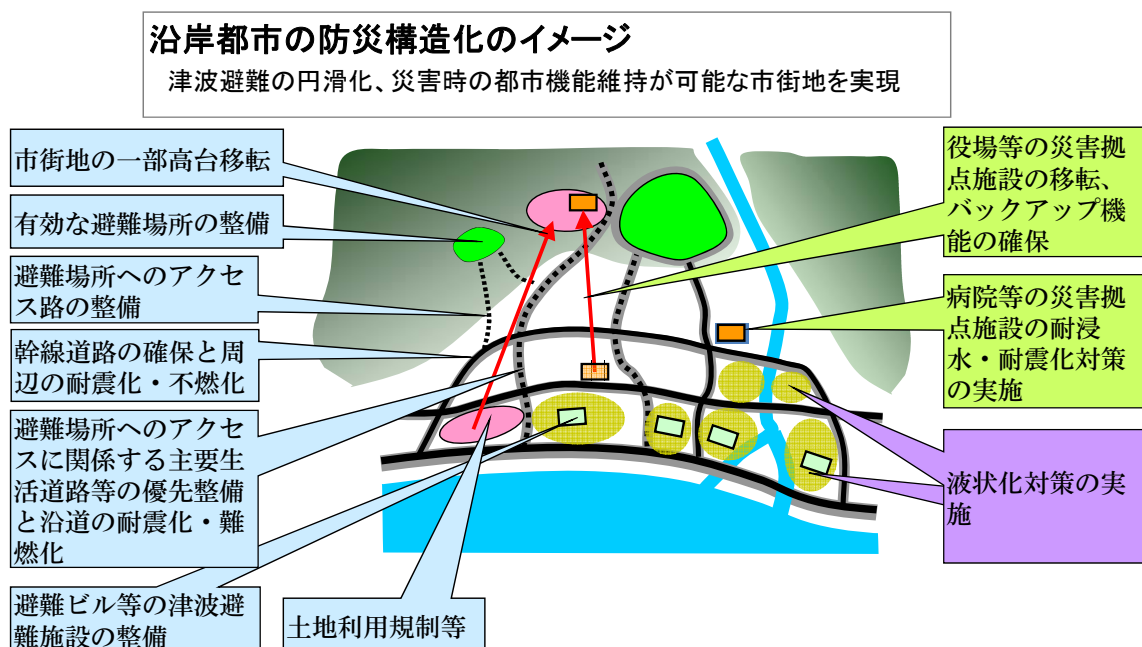 沿岸都市の防災構造化のイメージ
津波避難の円滑化、災害時の都市機能維持が可能な市街地を実現
市街地の一部高台移転
有効な避難場所の整備
避難場所へのアクセ
ス路の整備
幹線道路の確保と周
辺の耐震化・不燃化
避難場所へのアクセ
スに関係する主要生
活道路等の優先整備
と沿道の耐震化・難
燃化
避難ビル等の津波避
難施設の整備
土地利用規制等
役場等の災害拠
点施設の移転、
バックアップ機
能の確保
病院等の災害拠
点施設の耐浸
水・耐震化対策
の実施
液状化対策の実
施